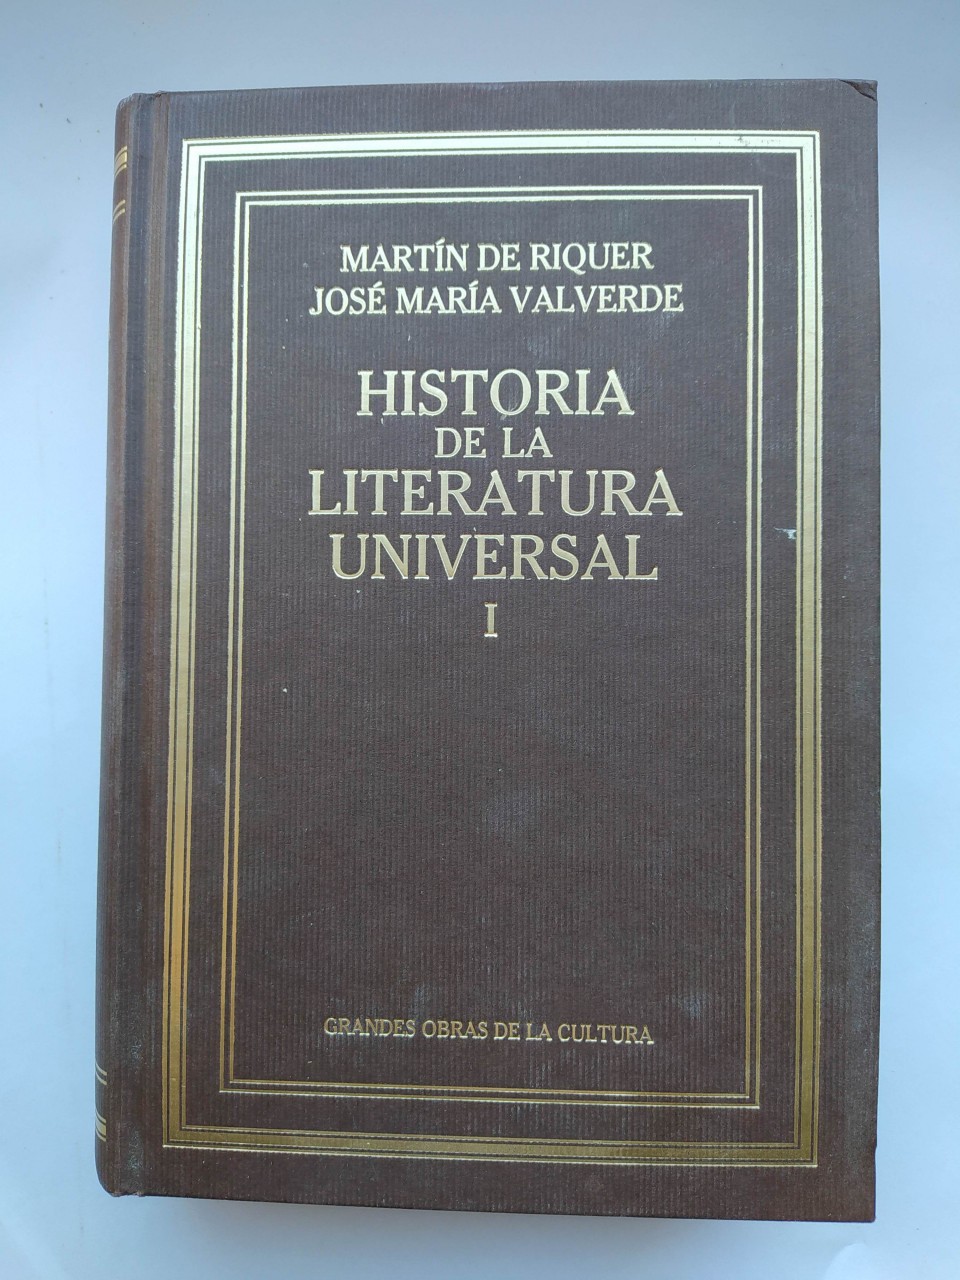 MARTÍN DE RIQUER
JOSÉ MARÍA VALVERDE
HISTORIA
DE LA
LITERATURA
UNIVERSAL
I
GRANDES OBRAS DE LA CULTURA